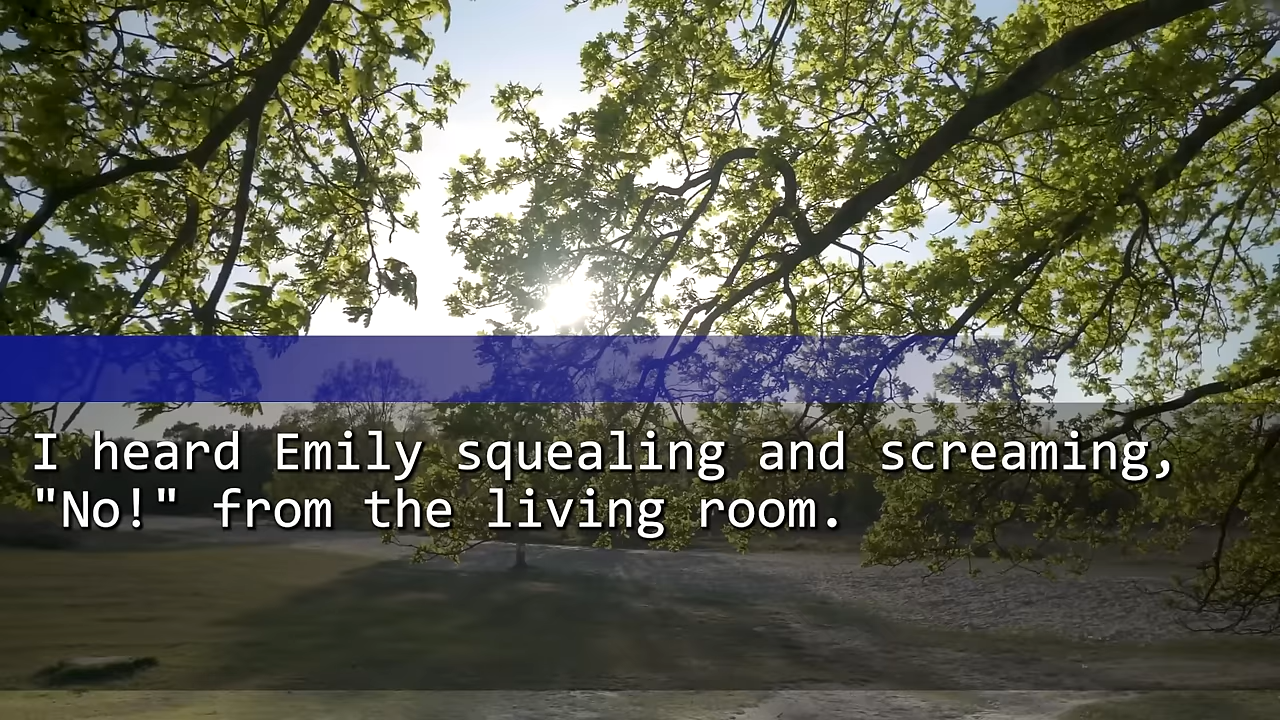 I heard Emily squealing and screaming,
"No!" from the living room.